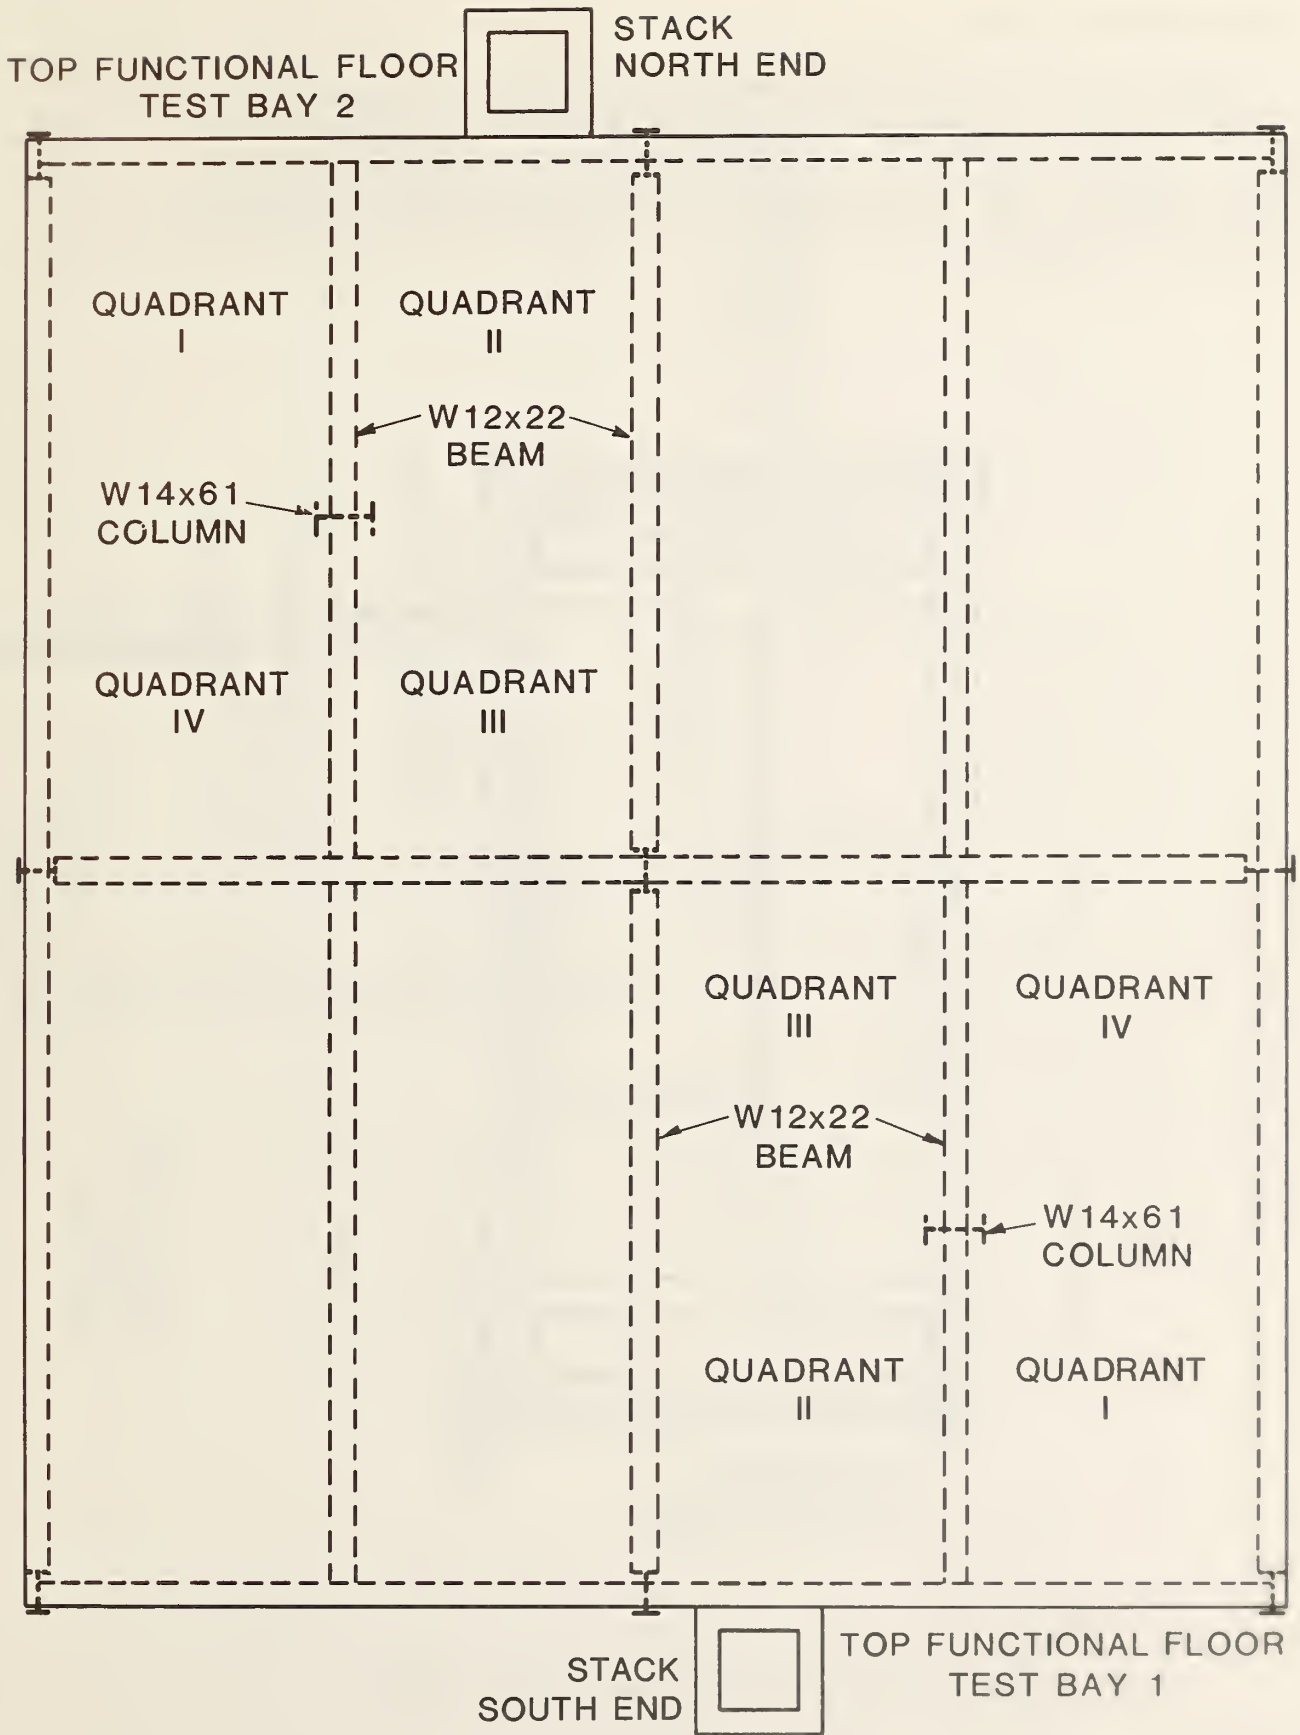 STACK
NORTH END
TOP FUNCTIONAL FLOOR
TEST BAY 2
QUADRANT
I
QUADRANT
II
W12x22
BEAM
W14x61
COLUMN
QUADRANT
IV
QUADRANT
III
QUADRANT
III
QUADRANT
IV
W12x22
BEAM
W14x61
COLUMN
QUADRANT
II
QUADRANT
I
STACK
SOUTH END
TOP FUNCTIONAL FLOOR
TEST BAY 1